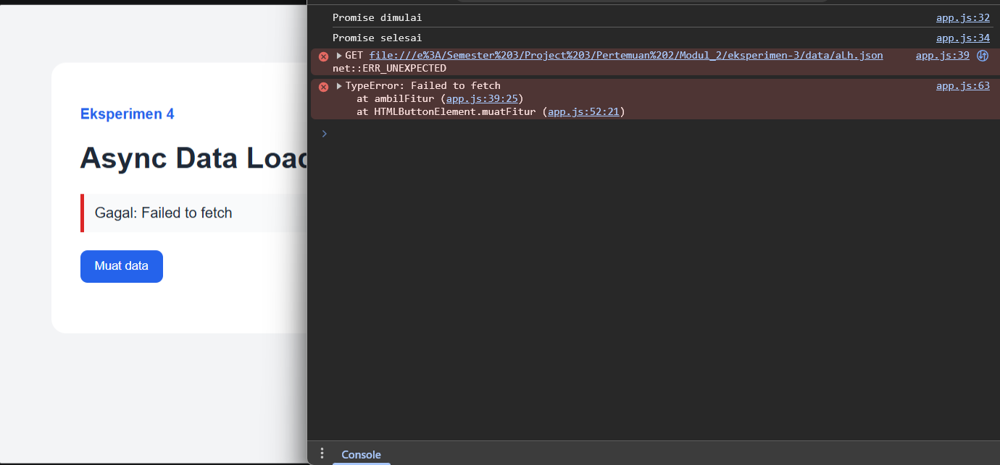 Eksperimen 4
Async Data Load
Gagal: Failed to fetch
Muat data
Promise dimulai app.js:32
Promise selesai app.js:34
GET file:///e%3A/Semester%203/Project%203/Pertemuan%202/Modul_2/eksperimen-3/data/aLh.json app.js:39
net::ERR_UNEXPECTED
TypeError: Failed to fetch app.js:63
at ambilFitur (app.js:39:25)
at HTMLButtonElement.muatFitur (app.js:52:21)
Console